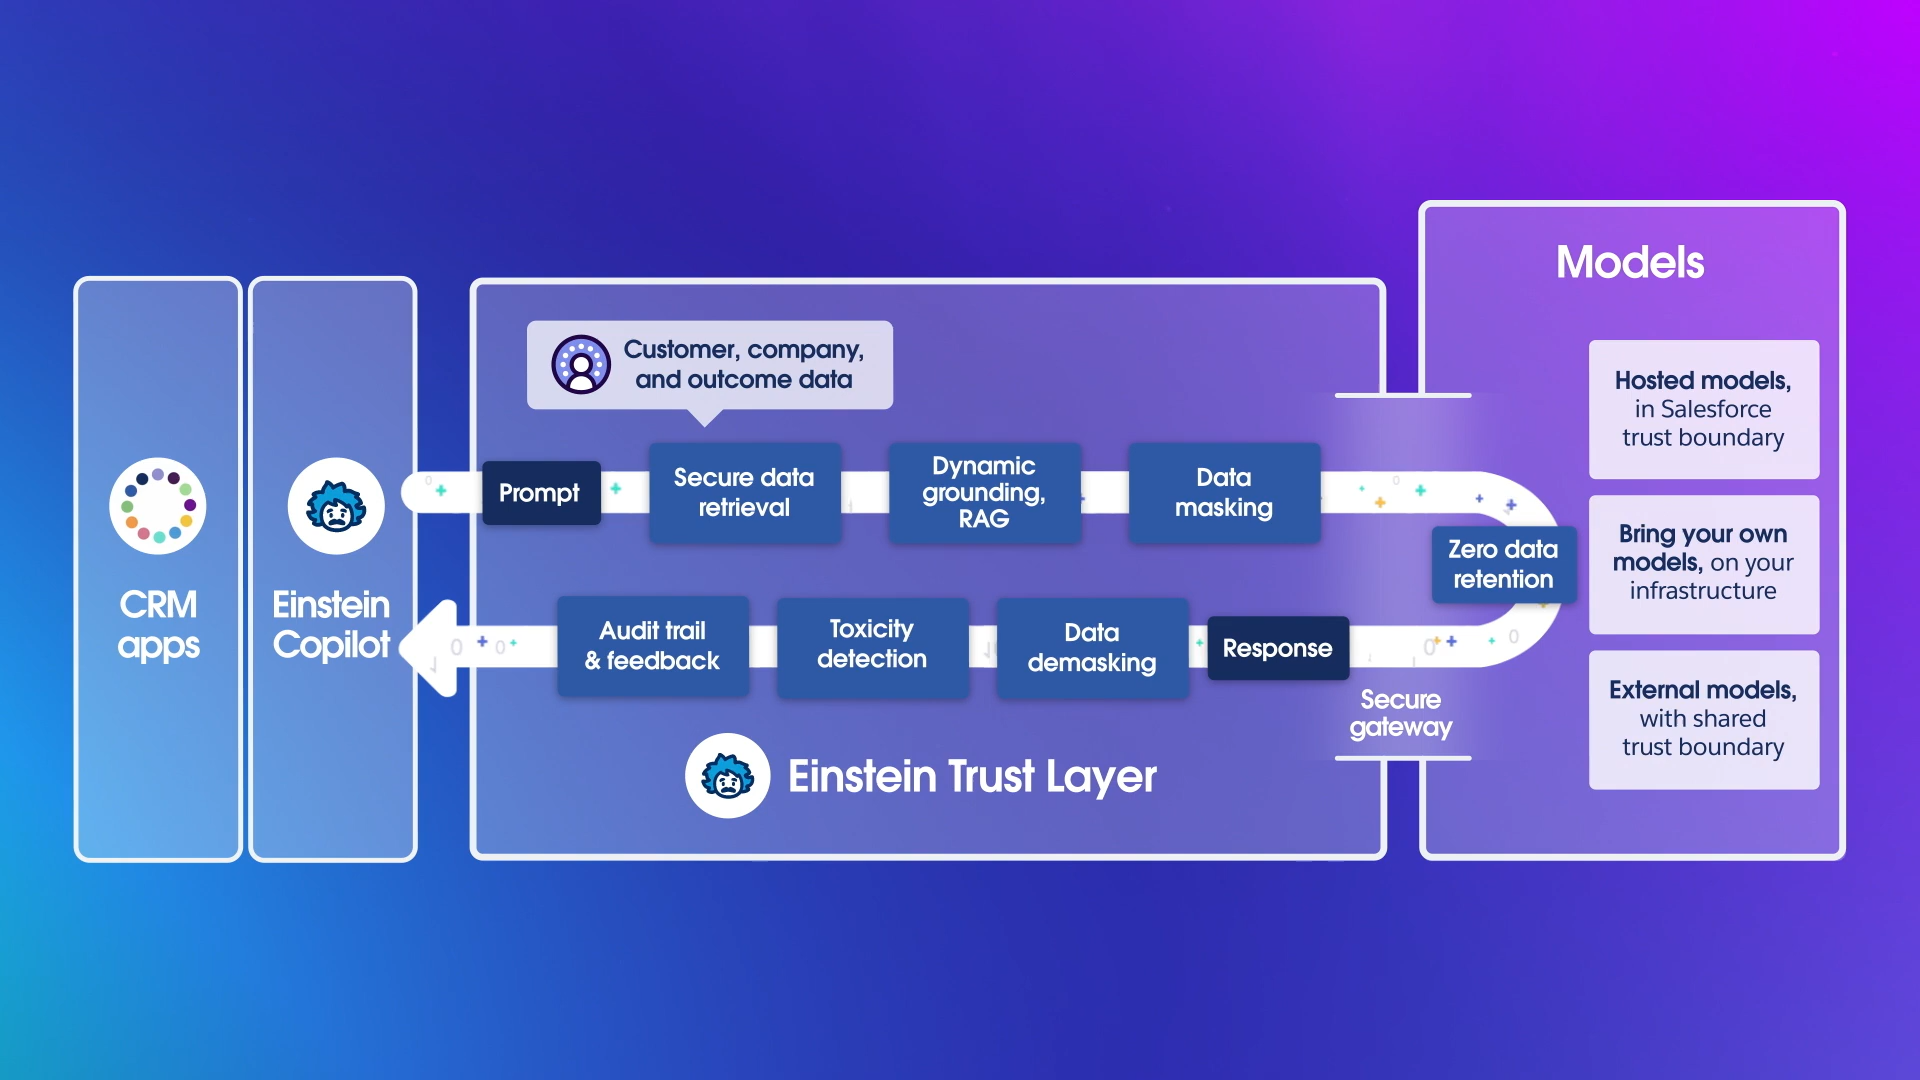 CRM
apps
Einstein
Copilot
Customer, company,
and outcome data
Prompt
Secure data
retrieval
Dynamic
grounding,
RAG
Data
masking
Zero data
retention
Response
Data
demasking
Toxicity
detection
Audit trail
& feedback
Secure
gateway
Einstein Trust Layer
Models
Hosted models,
in Salesforce
trust boundary
Bring your own
models, on your
infrastructure
External models,
with shared
trust boundary